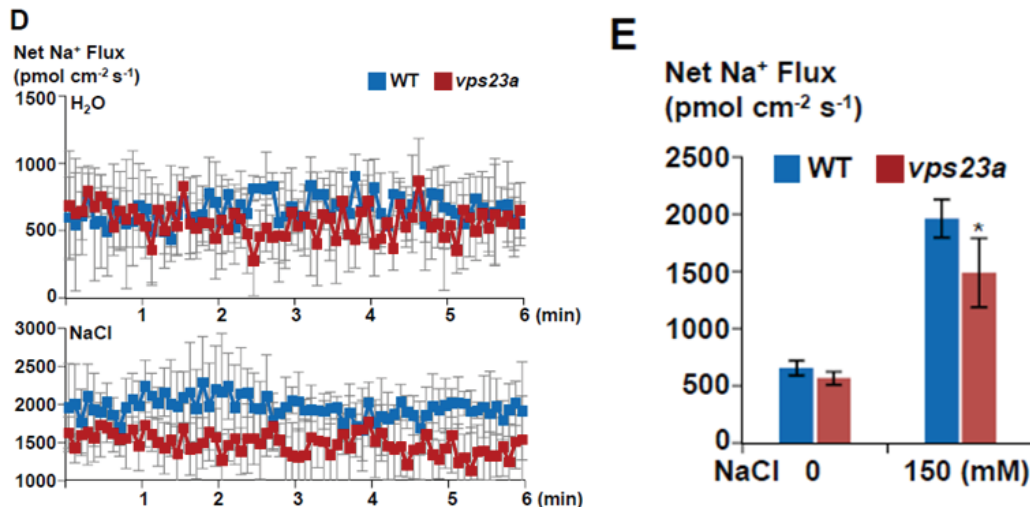 D
Net Na⁺ Flux
(pmol cm⁻² s⁻¹)
WT vps23a
H₂O
1500
1000
500
0
1 2 3 4 5 6 (min)
NaCl
3000
2500
2000
1500
1000
1 2 3 4 5 6 (min)
E
Net Na⁺ Flux
(pmol cm⁻² s⁻¹)
WT vps23a
2500
2000
1500
1000
500
0
*
NaCl 0 150 (mM)